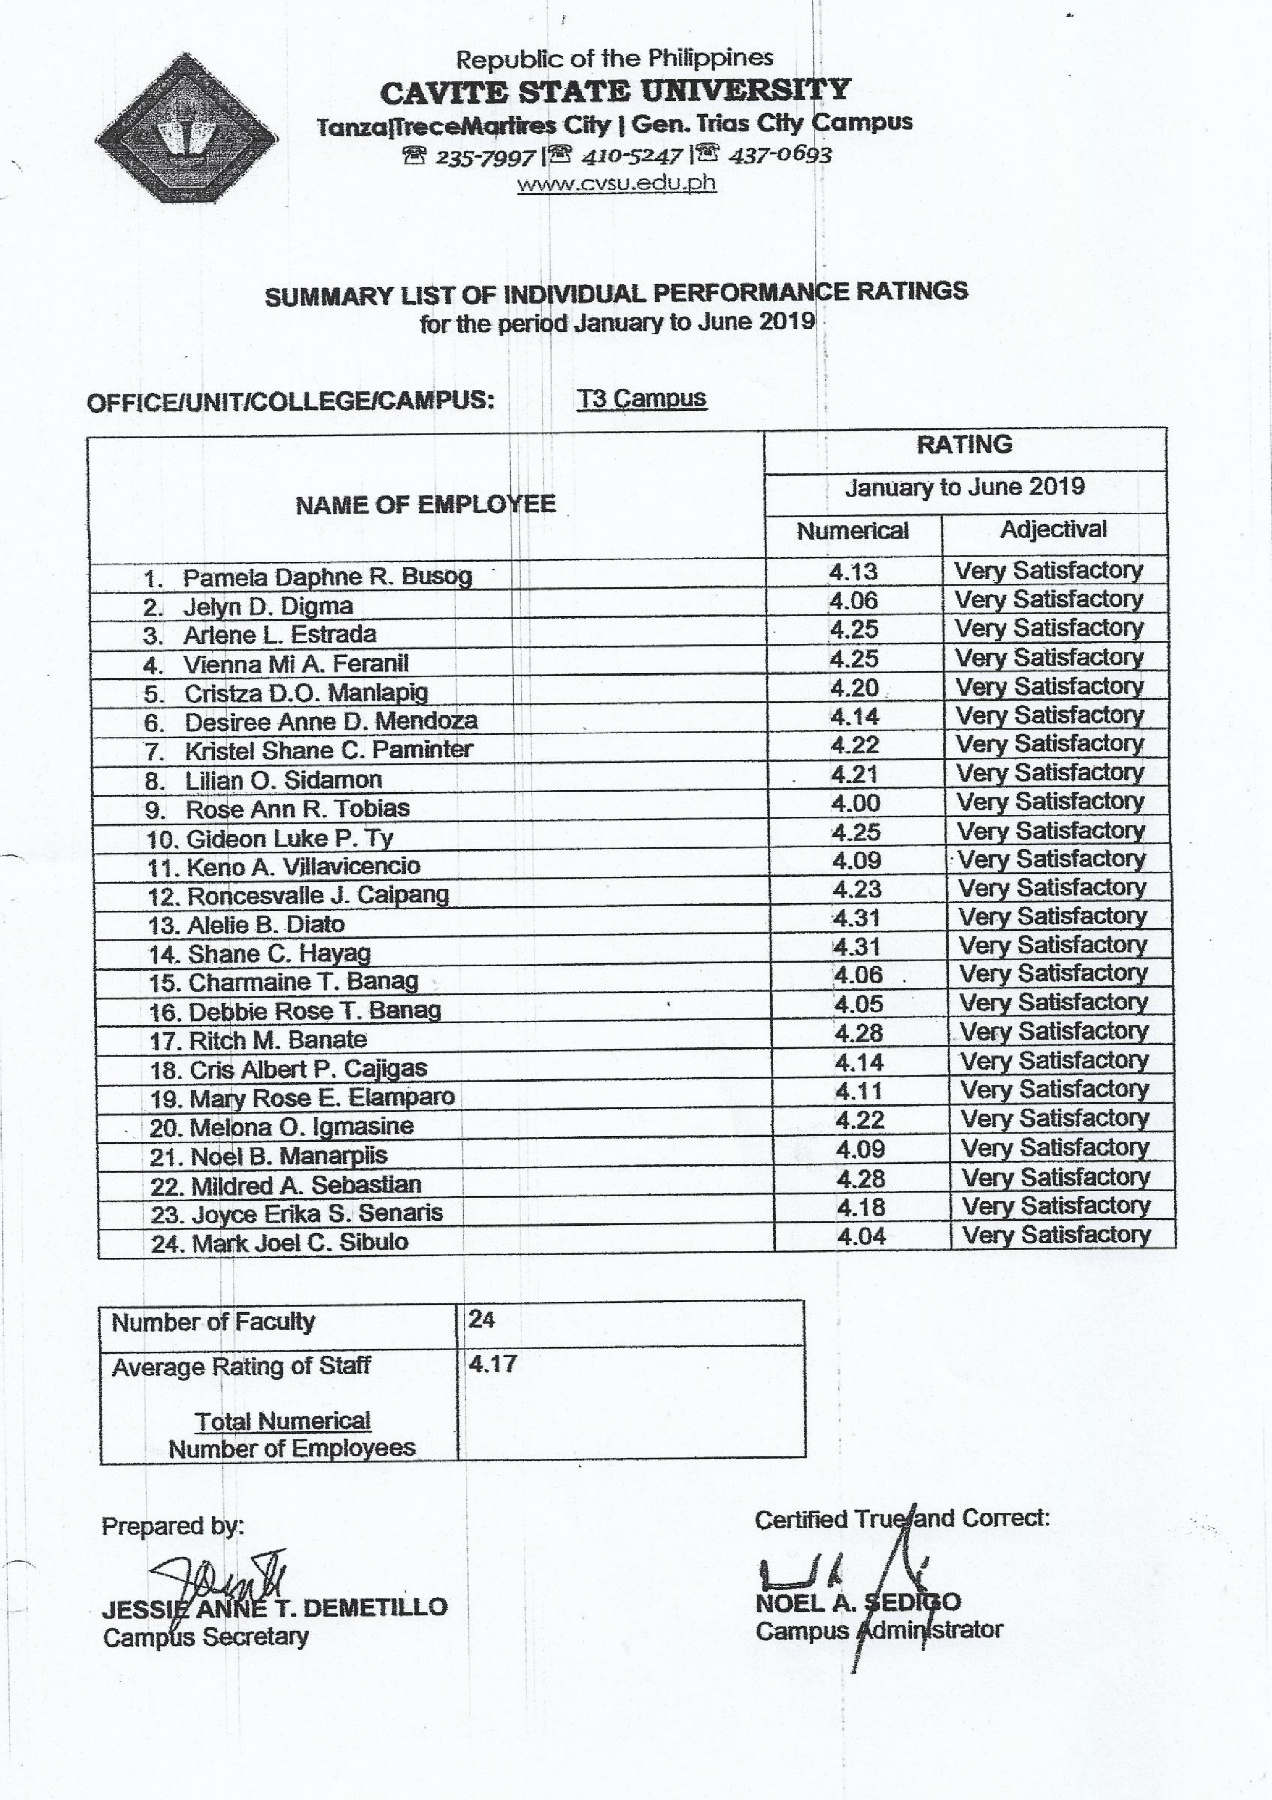 Republic of the Philippines
CAVITE STATE UNIVERSITY
Tanza|TreceMartires City | Gen. Trias City Campus
☏ 235-7997 |☏ 410-5247 |☏ 437-0693
www.cvsu.edu.ph
SUMMARY LIST OF INDIVIDUAL PERFORMANCE RATINGS
for the period January to June 2019
OFFICE/UNIT/COLLEGE/CAMPUS: T3 Campus
NAME OF EMPLOYEE
RATING
January to June 2019
Numerical Adjectival
1. Pamela Daphne R. Busog 4.13 Very Satisfactory
2. Jelyn D. Digma 4.06 Very Satisfactory
3. Arlene L. Estrada 4.25 Very Satisfactory
4. Vienna Mi A. Feranil 4.25 Very Satisfactory
5. Cristza D.O. Manlapig 4.20 Very Satisfactory
6. Desiree Anne D. Mendoza 4.14 Very Satisfactory
7. Kristel Shane C. Paminter 4.22 Very Satisfactory
8. Lilian O. Sidamon 4.21 Very Satisfactory
9. Rose Ann R. Tobias 4.00 Very Satisfactory
10. Gideon Luke P. Ty 4.25 Very Satisfactory
11. Keno A. Villavicencio 4.09 Very Satisfactory
12. Roncesvalle J. Caipang 4.23 Very Satisfactory
13. Alelie B. Diato 4.31 Very Satisfactory
14. Shane C. Hayag 4.31 Very Satisfactory
15. Charmaine T. Banag 4.06 Very Satisfactory
16. Debbie Rose T. Banag 4.05 Very Satisfactory
17. Ritch M. Banate 4.28 Very Satisfactory
18. Cris Albert P. Cajigas 4.14 Very Satisfactory
19. Mary Rose E. Elamparo 4.11 Very Satisfactory
20. Melona O. Igmasine 4.22 Very Satisfactory
21. Noel B. Manarpiis 4.09 Very Satisfactory
22. Mildred A. Sebastian 4.28 Very Satisfactory
23. Joyce Erika S. Senaris 4.18 Very Satisfactory
24. Mark Joel C. Sibulo 4.04 Very Satisfactory
Number of Faculty 24
Average Rating of Staff 4.17
Total Numerical
Number of Employees
Prepared by:
JESSIE ANNE T. DEMETILLO
Campus Secretary
Certified True and Correct:
NOEL A. SEDIGO
Campus Administrator